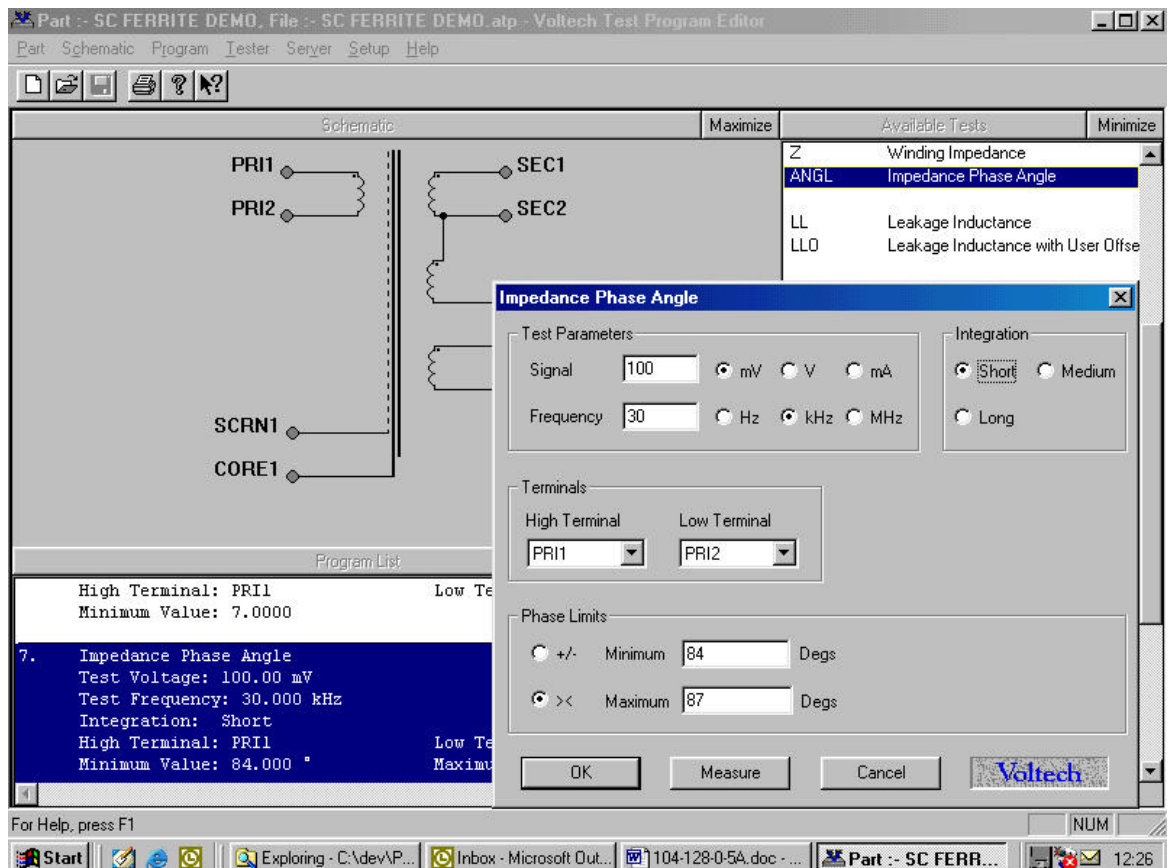 Part :- SC FERRITE DEMO, File :- SC FERRITE DEMO.atp - Voltech Test Program Editor
Part Schematic Program Tester Server Setup Help
Schematic
Maximize
Available Tests
Minimize
PRI1
PRI2
SEC1
SEC2
SCRN1
CORE1
Z Winding Impedance
ANGL Impedance Phase Angle
LL Leakage Inductance
LLO Leakage Inductance with User Offse
Impedance Phase Angle
Test Parameters
Signal 100 mV V mA
Frequency 30 Hz kHz MHz
Integration
Short Medium
Long
Terminals
High Terminal Low Terminal
PRI1 PRI2
Phase Limits
+/- Minimum 84 Degs
>< Maximum 87 Degs
OK Measure Cancel Voltech
Program List
High Terminal: PRI1 Low Te
Minimum Value: 7.0000
7. Impedance Phase Angle
Test Voltage: 100.00 mV
Test Frequency: 30.000 kHz
Integration: Short
High Terminal: PRI1 Low Te
Minimum Value: 84.000 ° Maximu
For Help, press F1
NUM
Start Exploring - C:\dev\P... Inbox - Microsoft Out... 104-128-0-5A.doc - ... Part :- SC FERR... 12:26